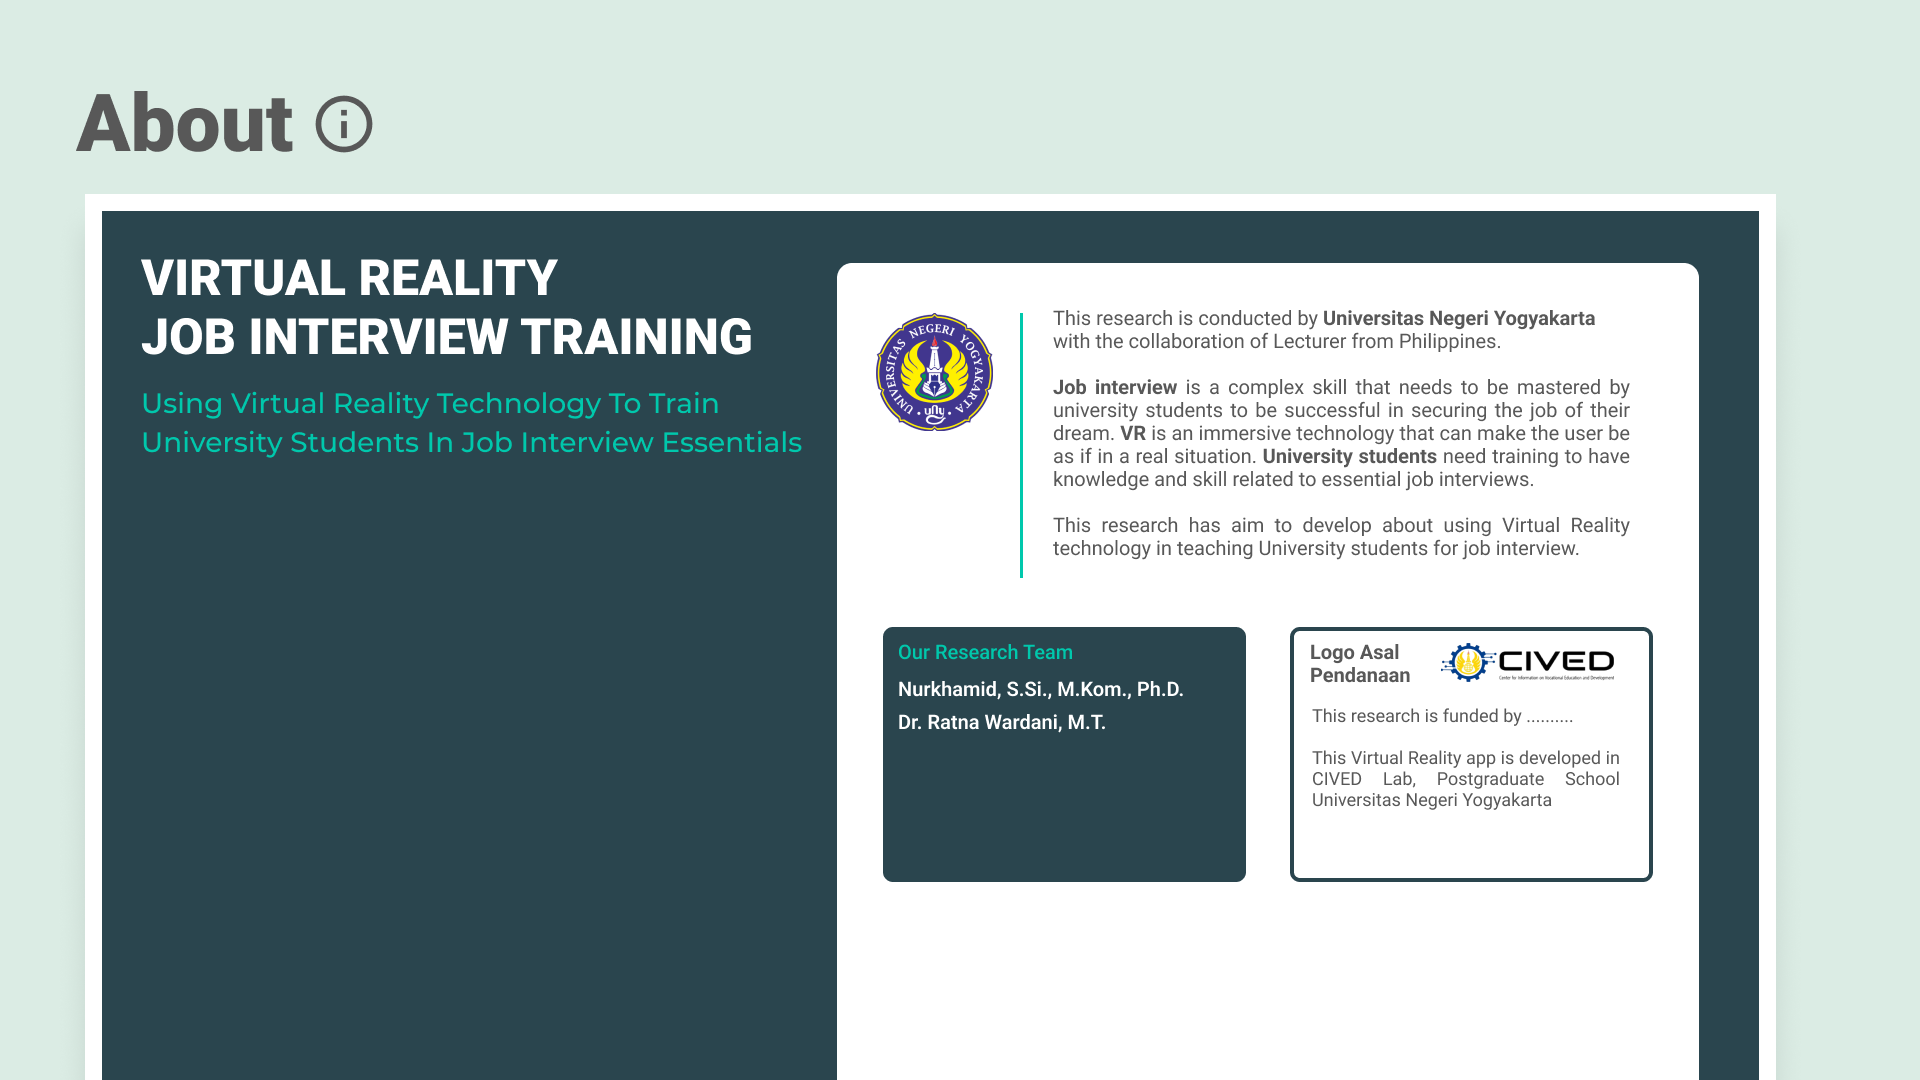 About
VIRTUAL REALITY
JOB INTERVIEW TRAINING
Using Virtual Reality Technology To Train
University Students In Job Interview Essentials
UNIVERSITAS NEGERI YOGYAKARTA
uny
This research is conducted by Universitas Negeri Yogyakarta
with the collaboration of Lecturer from Philippines.
Job interview is a complex skill that needs to be mastered by
university students to be successful in securing the job of their
dream. VR is an immersive technology that can make the user be
as if in a real situation. University students need training to have
knowledge and skill related to essential job interviews.
This research has aim to develop about using Virtual Reality
technology in teaching University students for job interview.
Our Research Team
Nurkhamid, S.Si., M.Kom., Ph.D.
Dr. Ratna Wardani, M.T.
Logo Asal
Pendanaan
CIVED
Center for Information on Vocational Education and Development
This research is funded by ..........
This Virtual Reality app is developed in
CIVED Lab, Postgraduate School
Universitas Negeri Yogyakarta